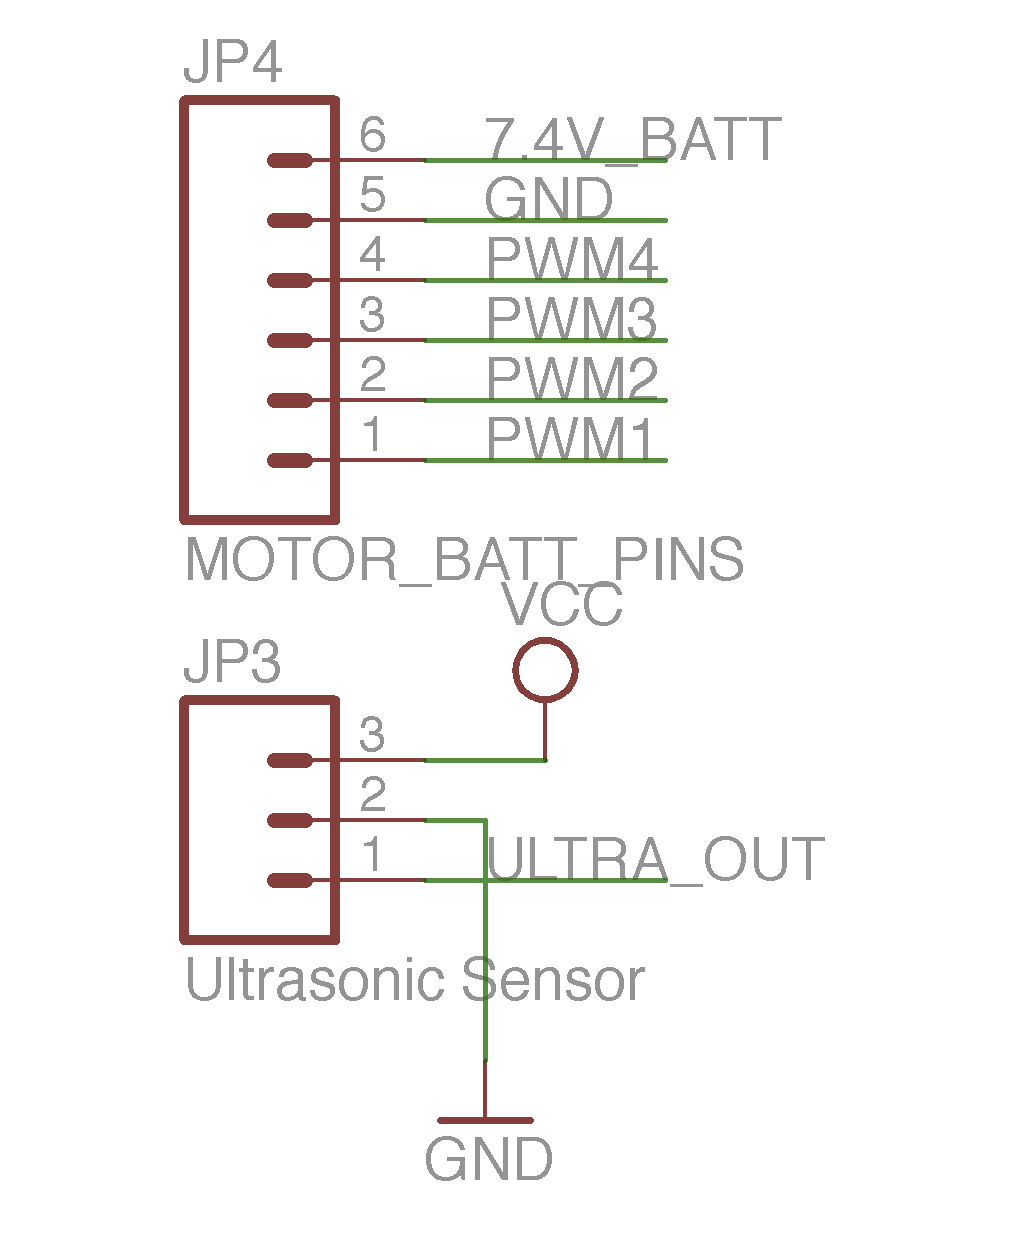 JP4
6 7.4V_BATT
5 GND
4 PWM4
3 PWM3
2 PWM2
1 PWM1
MOTOR_BATT_PINS
VCC
JP3
3
2
1 ULTRA_OUT
Ultrasonic Sensor
GND